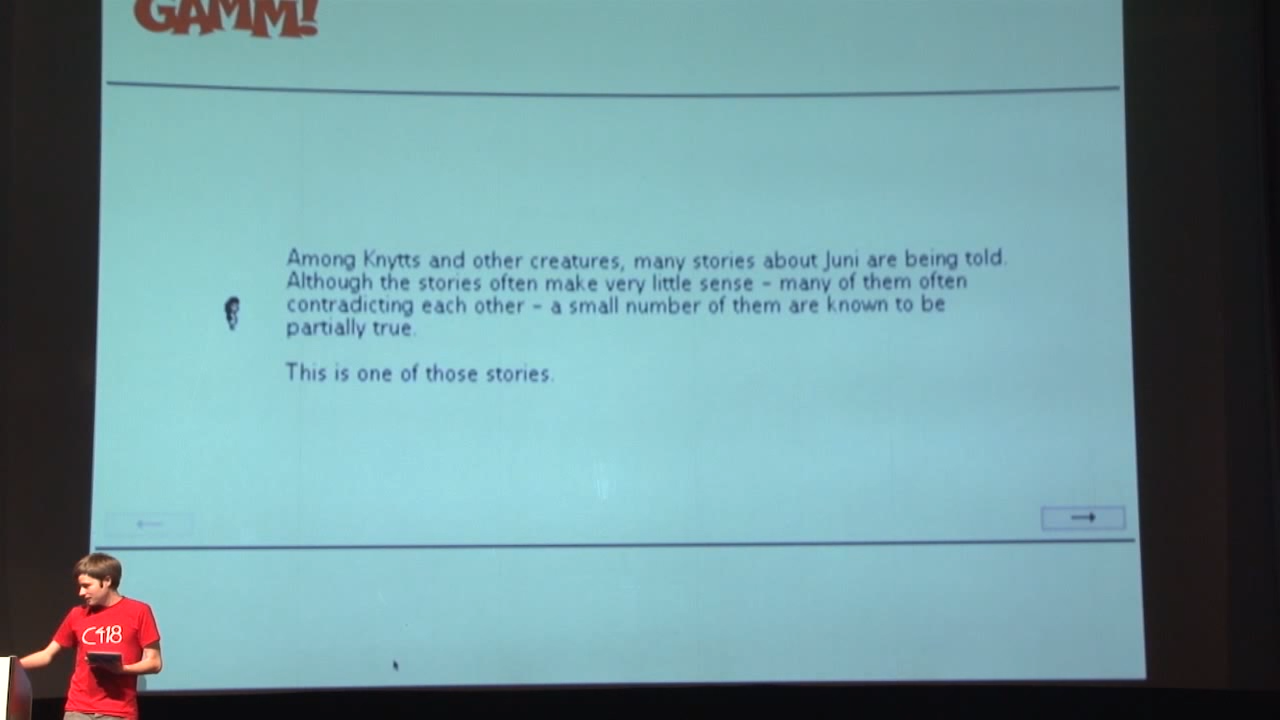 GAMM!
Among Knytts and other creatures, many stories about Juni are being told.
Although the stories often make very little sense – many of them often
contradicting each other – a small number of them are known to be
partially true.
This is one of those stories.
C418